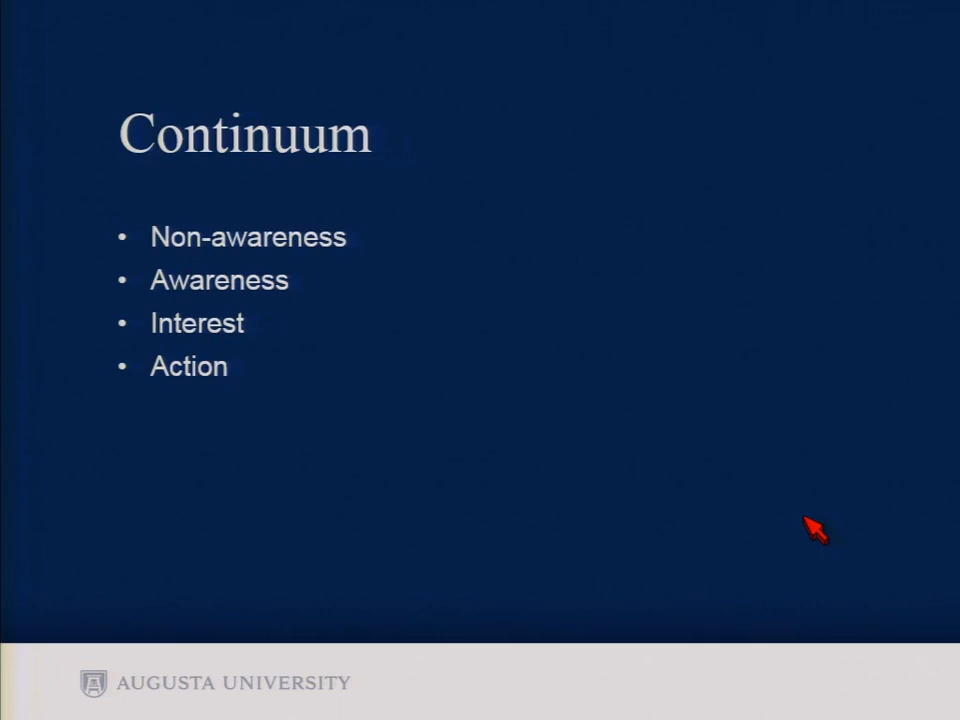 Continuum
• Non-awareness
• Awareness
• Interest
• Action
AUGUSTA UNIVERSITY